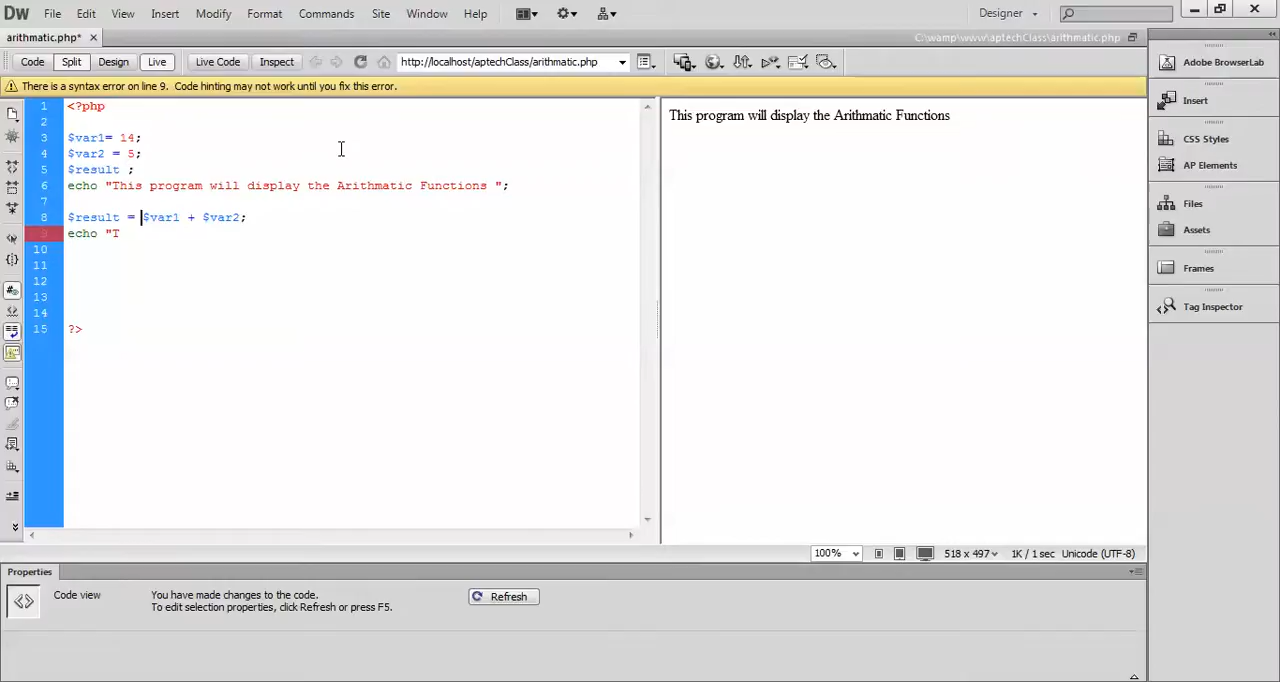 DW File Edit View Insert Modify Format Commands Site Window Help Designer
arithmatic.php* C:\wamp\www\aptechClass\arithmatic.php
Code Split Design Live Live Code Inspect http://localhost/aptechClass/arithmatic.php
There is a syntax error on line 9. Code hinting may not work until you fix this error.
1 <?php
2
3 $var1= 14;
4 $var2 = 5;
5 $result ;
6 echo "This program will display the Arithmatic Functions ";
7
8 $result = $var1 + $var2;
9 echo "T
10
11
12
13
14
15 ?>
This program will display the Arithmatic Functions
Adobe BrowserLab
Insert
CSS Styles
AP Elements
Files
Assets
Frames
Tag Inspector
100% 518 x 497 1K / 1 sec Unicode (UTF-8)
Properties
Code view You have made changes to the code. Refresh
To edit selection properties, click Refresh or press F5.